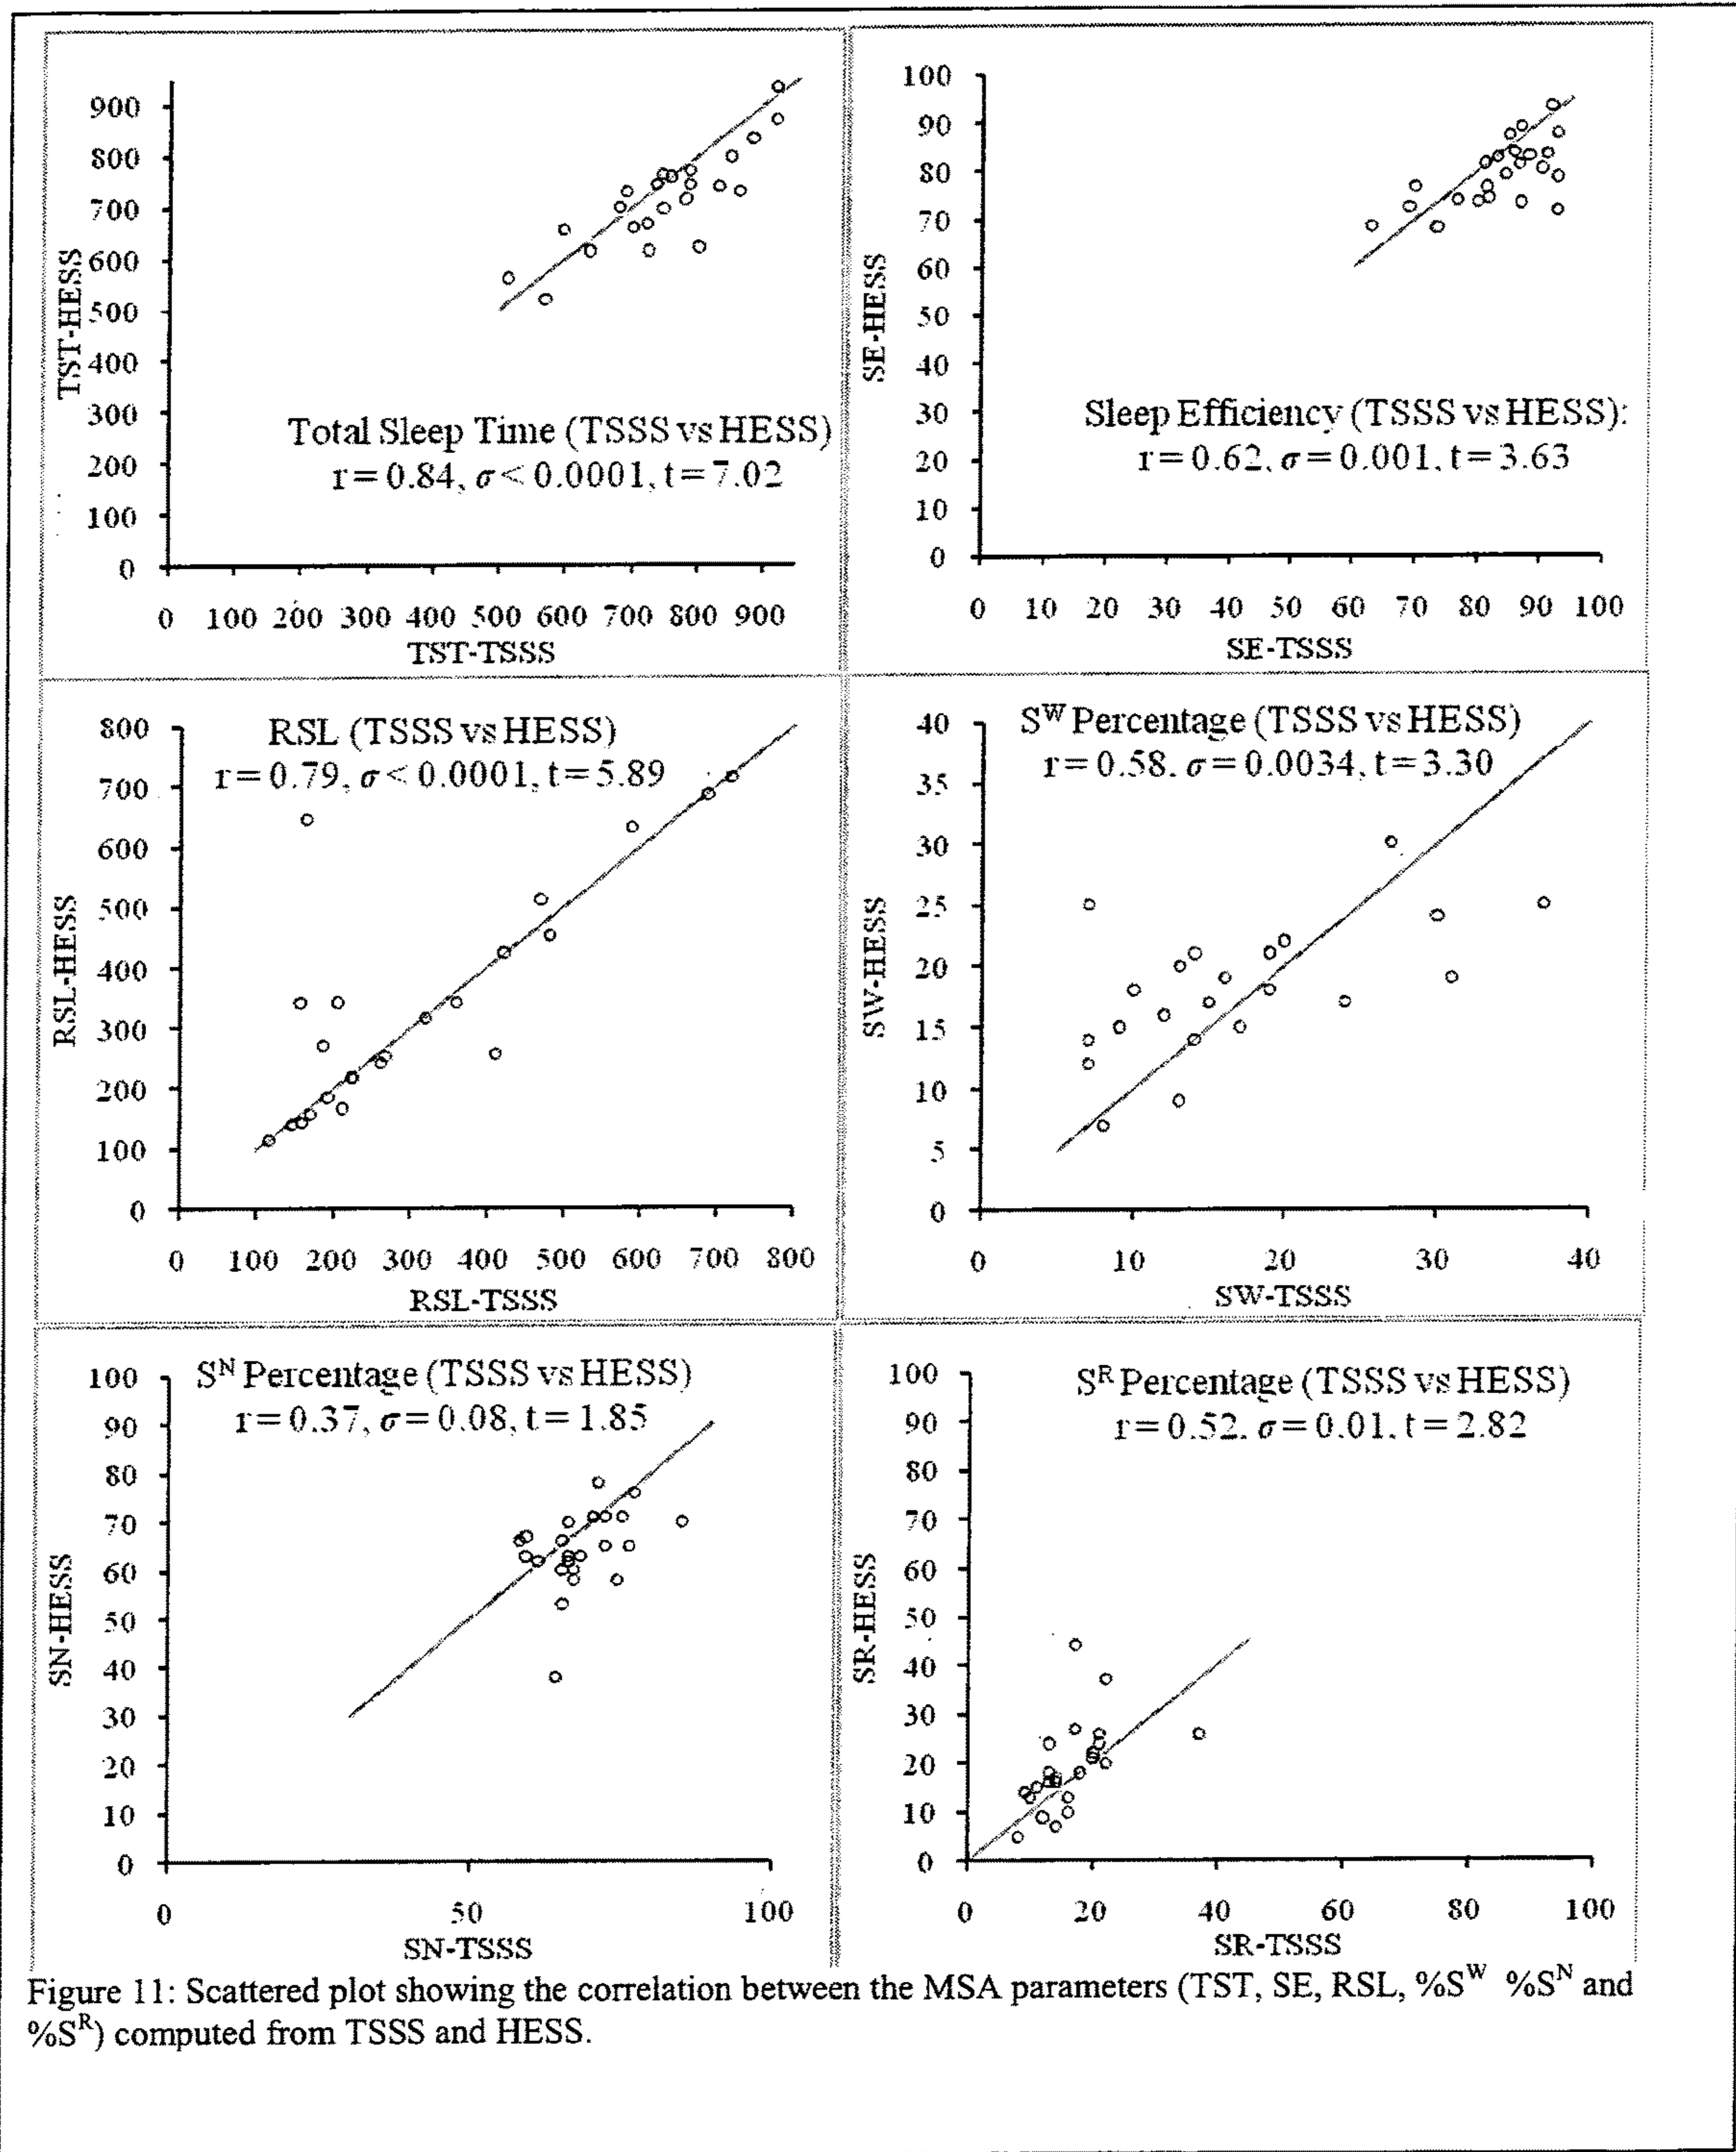 900
800
700
600
500
400
300
200
100
0
TST-HESS
Total Sleep Time (TSSS vs HESS)
r = 0.84, σ < 0.0001, t = 7.02
0 100 200 300 400 500 600 700 800 900
TST-TSSS
100
90
80
70
60
50
40
30
20
10
0
SE-HESS
Sleep Efficiency (TSSS vs HESS):
r = 0.62, σ = 0.001, t = 3.63
0 10 20 30 40 50 60 70 80 90 100
SE-TSSS
800
700
600
500
400
300
200
100
0
RSL-HESS
RSL (TSSS vs HESS)
r = 0.79, σ < 0.0001, t = 5.89
0 100 200 300 400 500 600 700 800
RSL-TSSS
40
35
30
25
20
15
10
5
0
SW-HESS
S^W Percentage (TSSS vs HESS)
r = 0.58, σ = 0.0034, t = 3.30
0 10 20 30 40
SW-TSSS
100
90
80
70
60
50
40
30
20
10
0
SN-HESS
S^N Percentage (TSSS vs HESS)
r = 0.37, σ = 0.08, t = 1.85
0 50 100
SN-TSSS
100
90
80
70
60
50
40
30
20
10
0
SR-HESS
S^R Percentage (TSSS vs HESS)
r = 0.52, σ = 0.01, t = 2.82
0 20 40 60 80 100
SR-TSSS
Figure 11: Scattered plot showing the correlation between the MSA parameters (TST, SE, RSL, %S^W %S^N and
%S^R) computed from TSSS and HESS.